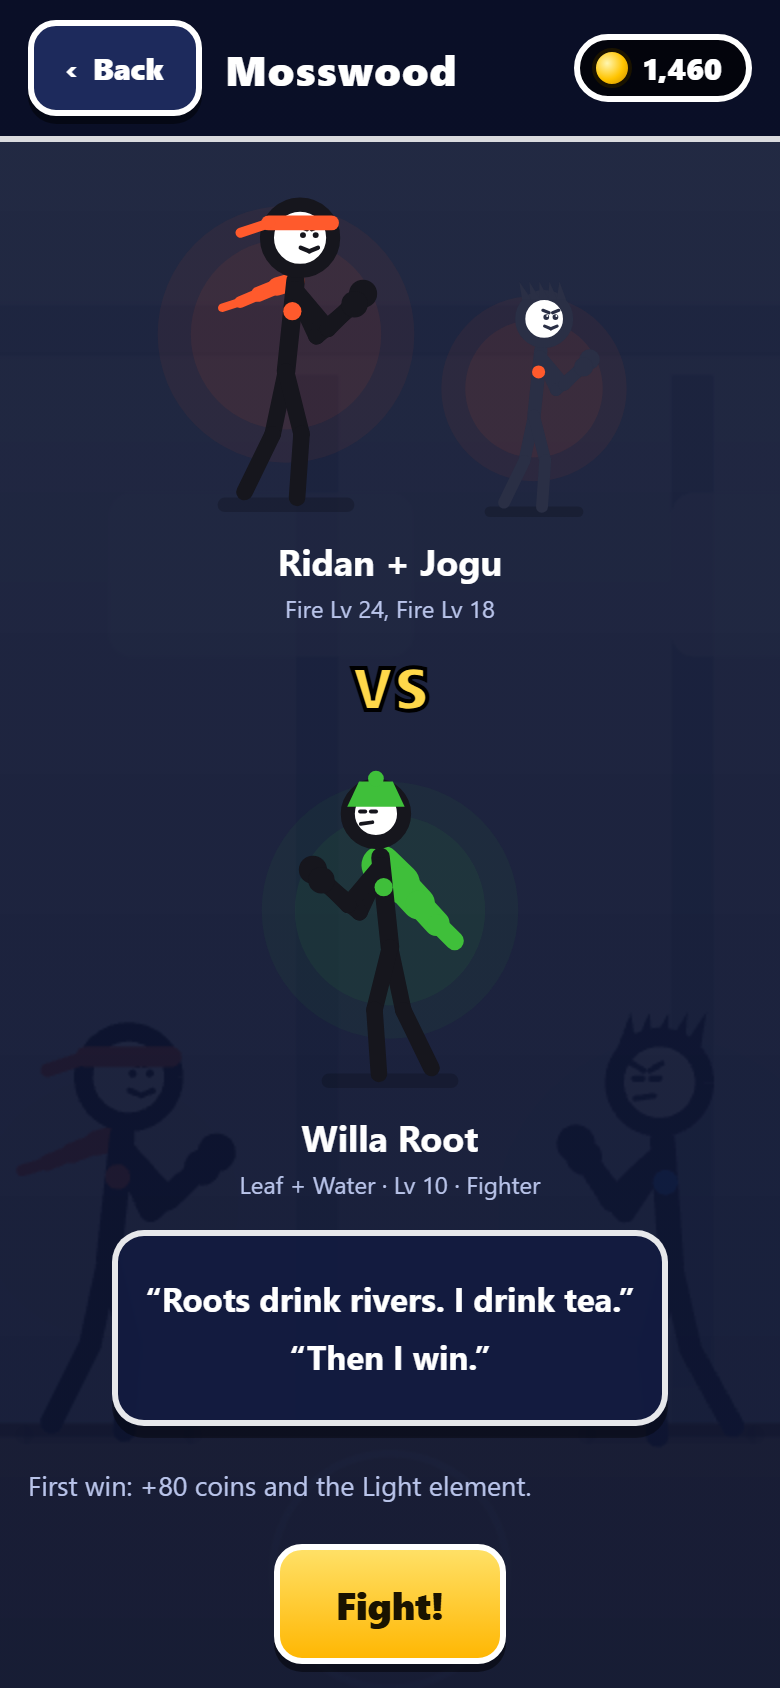 ‹ Back
Mosswood
1,460
Ridan + Jogu
Fire Lv 24, Fire Lv 18
VS
Willa Root
Leaf + Water · Lv 10 · Fighter
“Roots drink rivers. I drink tea.”
“Then I win.”
First win: +80 coins and the Light element.
Fight!